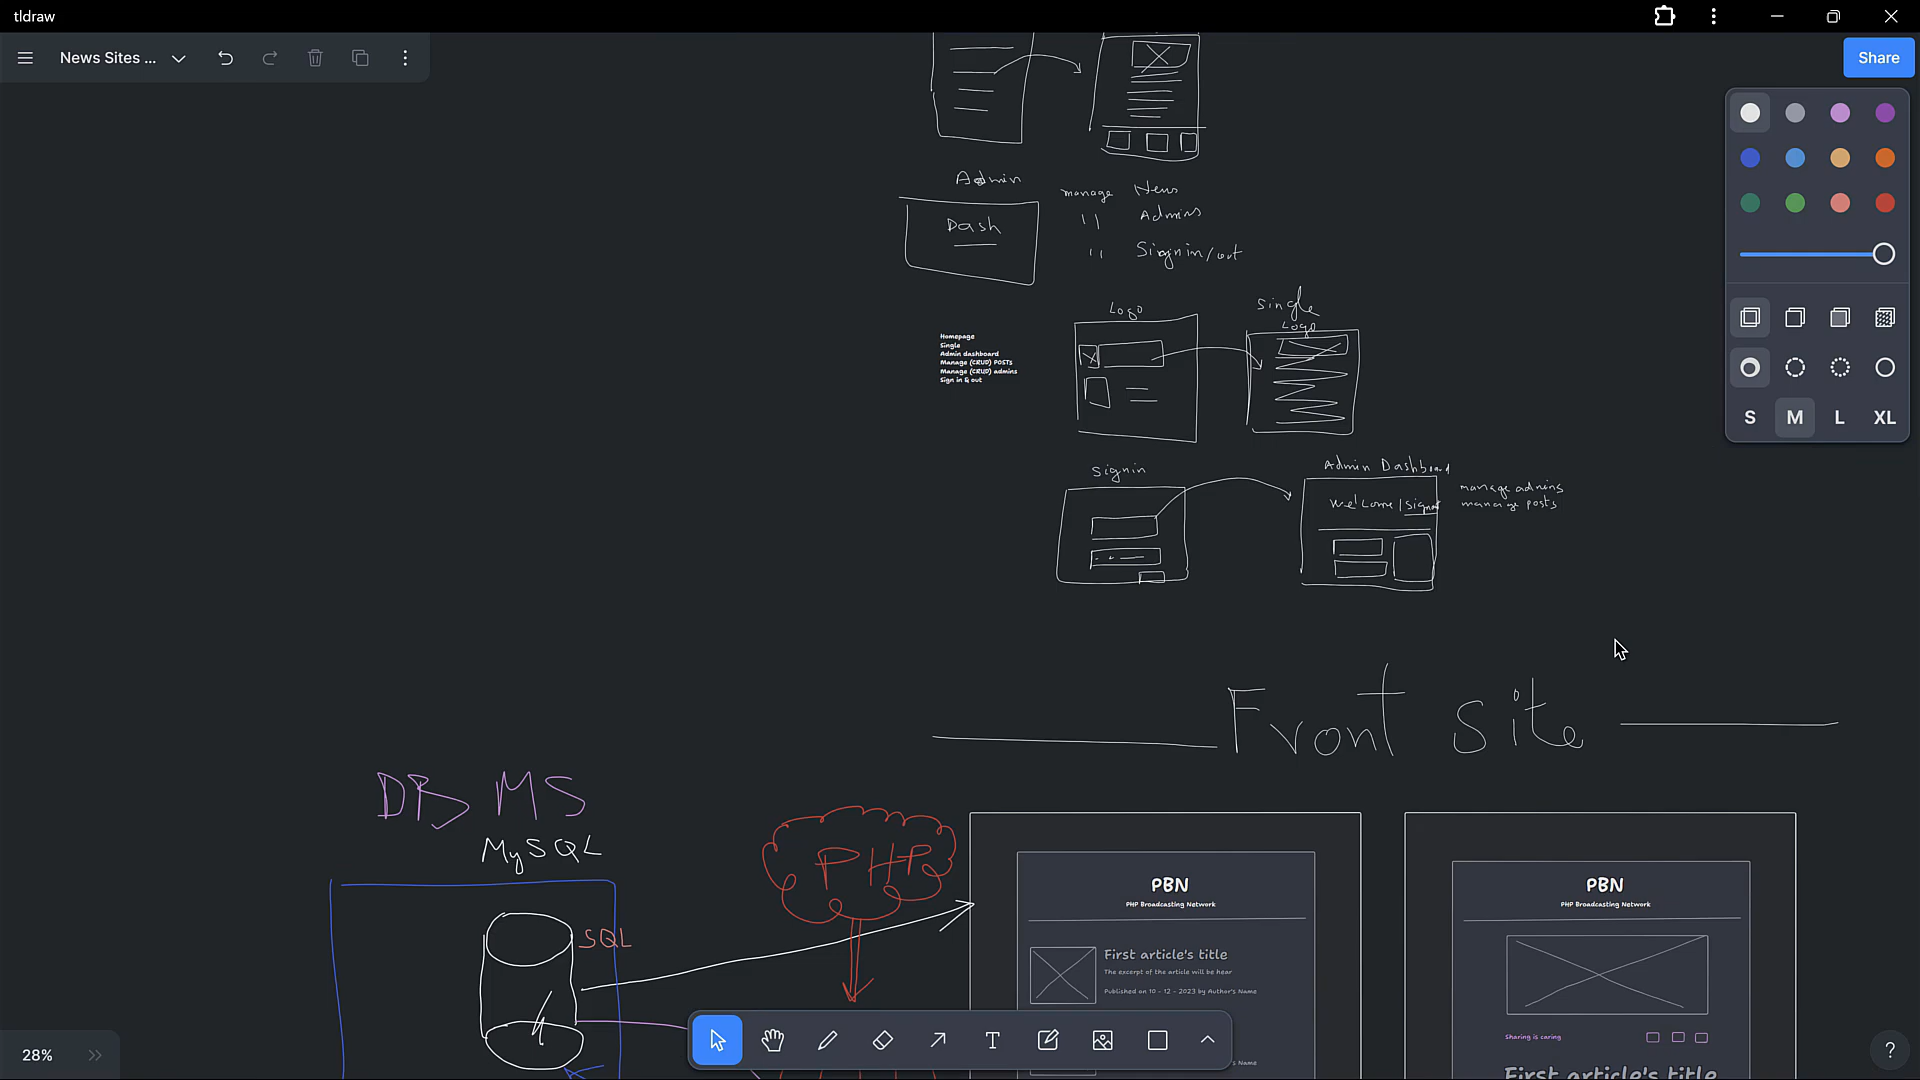 tldraw
News Sites ...
Share
Admin
manage News
Dash
" Admins
" Signin/out
S M L XL
Logo
Single
Logo
Homepage
Single
Admin dashboard
Manage (CRUD) POSTS
Manage (CRUD) admins
Sign in & out
Signin
Admin Dashboard
Welcome |
manage admins
manage posts
Front Site
DBMS
MySQL
SQL
PHP
PBN
PHP Broadcasting Network
First article's title
The excerpt of the article will be hear
Published on 10 - 12 - 2023 by Author's Name
's Name
PBN
PHP Broadcasting Network
Sharing is caring
First article's title
28%
?